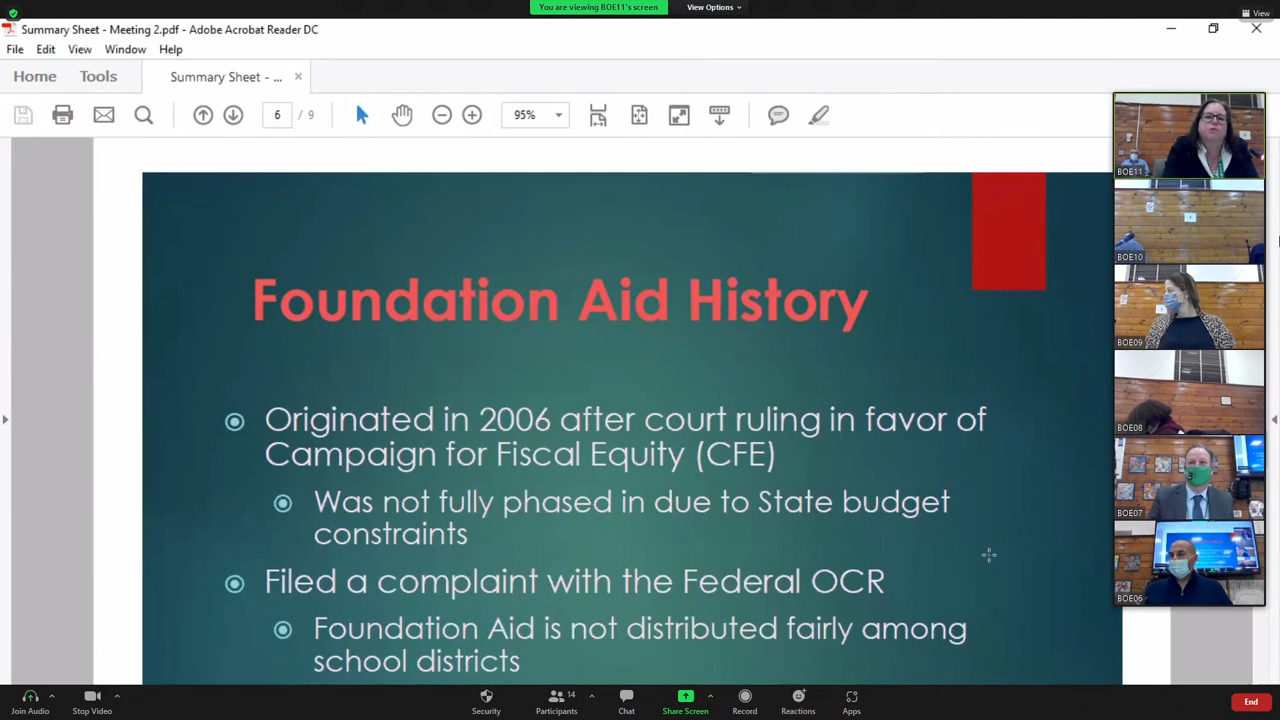 You are viewing BOE11's screen
View Options
View
Summary Sheet - Meeting 2.pdf - Adobe Acrobat Reader DC
File Edit View Window Help
Home Tools Summary Sheet - ... ×
6 / 9 95%
Foundation Aid History
Originated in 2006 after court ruling in favor of
Campaign for Fiscal Equity (CFE)
Was not fully phased in due to State budget
constraints
Filed a complaint with the Federal OCR
Foundation Aid is not distributed fairly among
school districts
BOE11
BOE10
BOE09
BOE08
BOE07
BOE06
Join Audio
Stop Video
Security
Participants 14
Chat
Share Screen
Record
Reactions
Apps
End